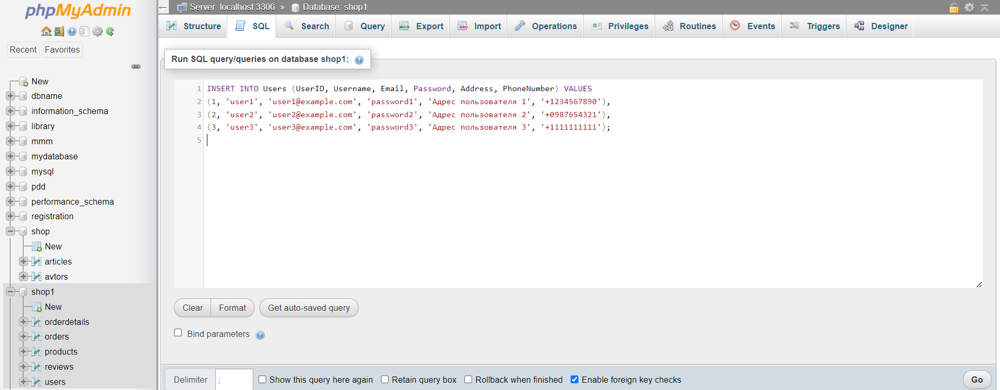 phpMyAdmin
Recent Favorites
New
dbname
information_schema
library
mmm
mydatabase
mysql
pdd
performance_schema
registration
shop
New
articles
avtors
shop1
New
orderdetails
orders
products
reviews
users
Server: localhost:3306 » Database: shop1
Structure SQL Search Query Export Import Operations Privileges Routines Events Triggers Designer
Run SQL query/queries on database shop1:
1 INSERT INTO Users (UserID, Username, Email, Password, Address, PhoneNumber) VALUES
2 (1, 'user1', 'user1@example.com', 'password1', 'Адрес пользователя 1', '+1234567890'),
3 (2, 'user2', 'user2@example.com', 'password2', 'Адрес пользователя 2', '+0987654321'),
4 (3, 'user3', 'user3@example.com', 'password3', 'Адрес пользователя 3', '+1111111111');
5
Clear Format Get auto-saved query
Bind parameters
Delimiter ; Show this query here again Retain query box Rollback when finished Enable foreign key checks Go